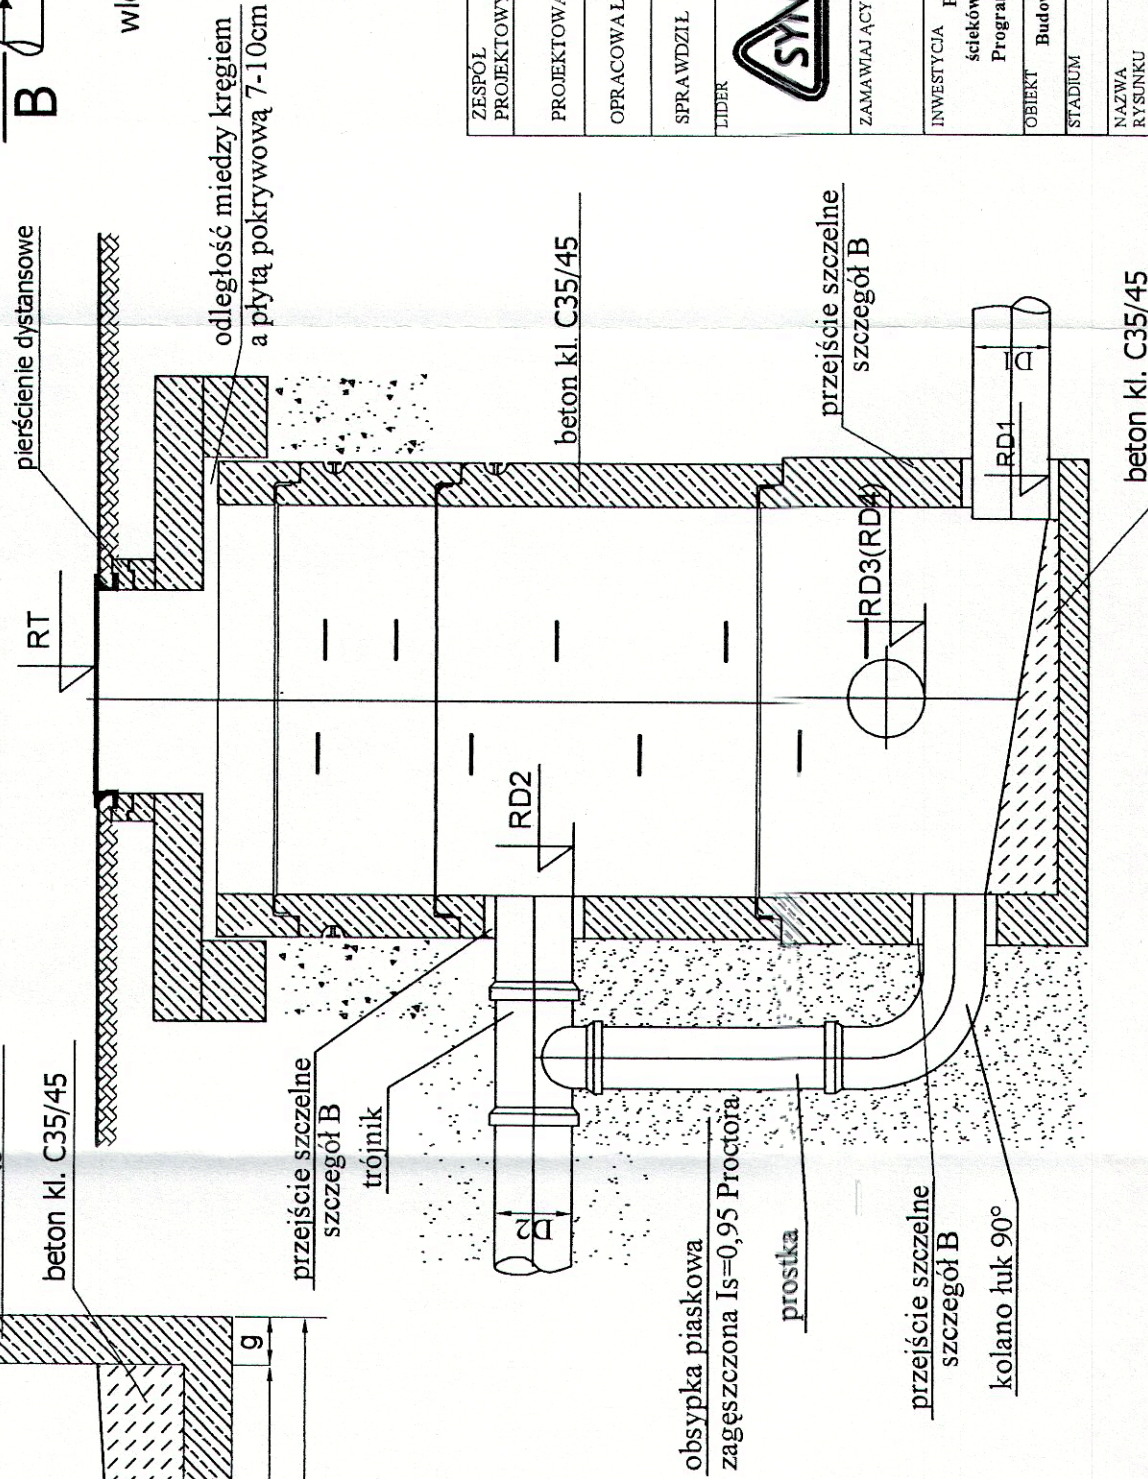 B
pierścienie dystansowe
RT
odległość miedzy kręgiem
a płytą pokrywową 7-10cm
beton kl. C35/45
przejście szczelne
szczegół B
trójnik
RD2
D2
beton kl. C35/45
przejście szczelne
szczegół B
RD3(RD4)
RD1
D1
beton kl. C35/45
obsypka piaskowa
zagęszczona Is=0,95 Proctora
prostka
przejście szczelne
szczegół B
kolano łuk 90°
g
ZESPÓŁ
OPRACOWAŁ
SPRAWDZIŁ
LIDER
ZAMAWIAJĄCY
INWESTYCJA
ścieków
OBIEKT
STADIUM
NAZWA
RYSUNKU